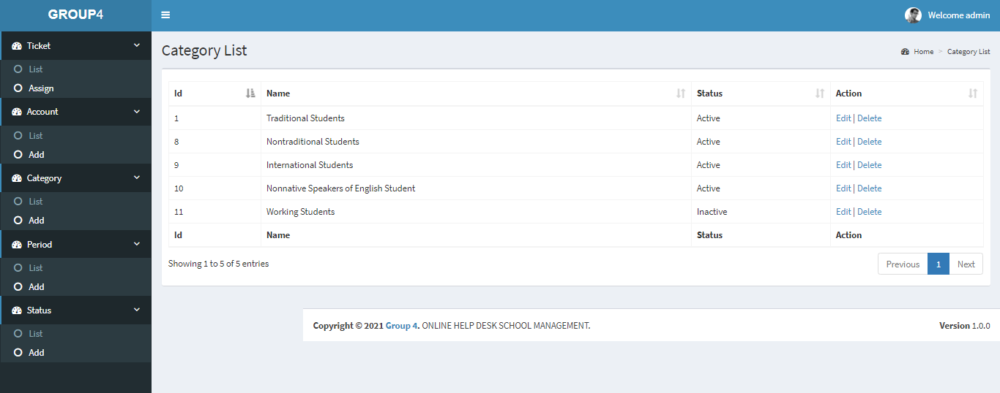 GROUP4
Welcome admin
Ticket
List
Assign
Account
List
Add
Category
List
Add
Period
List
Add
Status
List
Add
Category List
Home > Category List
Id Name Status Action
1 Traditional Students Active Edit | Delete
8 Nontraditional Students Active Edit | Delete
9 International Students Active Edit | Delete
10 Nonnative Speakers of English Student Active Edit | Delete
11 Working Students Inactive Edit | Delete
Id Name Status Action
Showing 1 to 5 of 5 entries
Previous 1 Next
Copyright © 2021 Group 4. ONLINE HELP DESK SCHOOL MANAGEMENT. Version 1.0.0